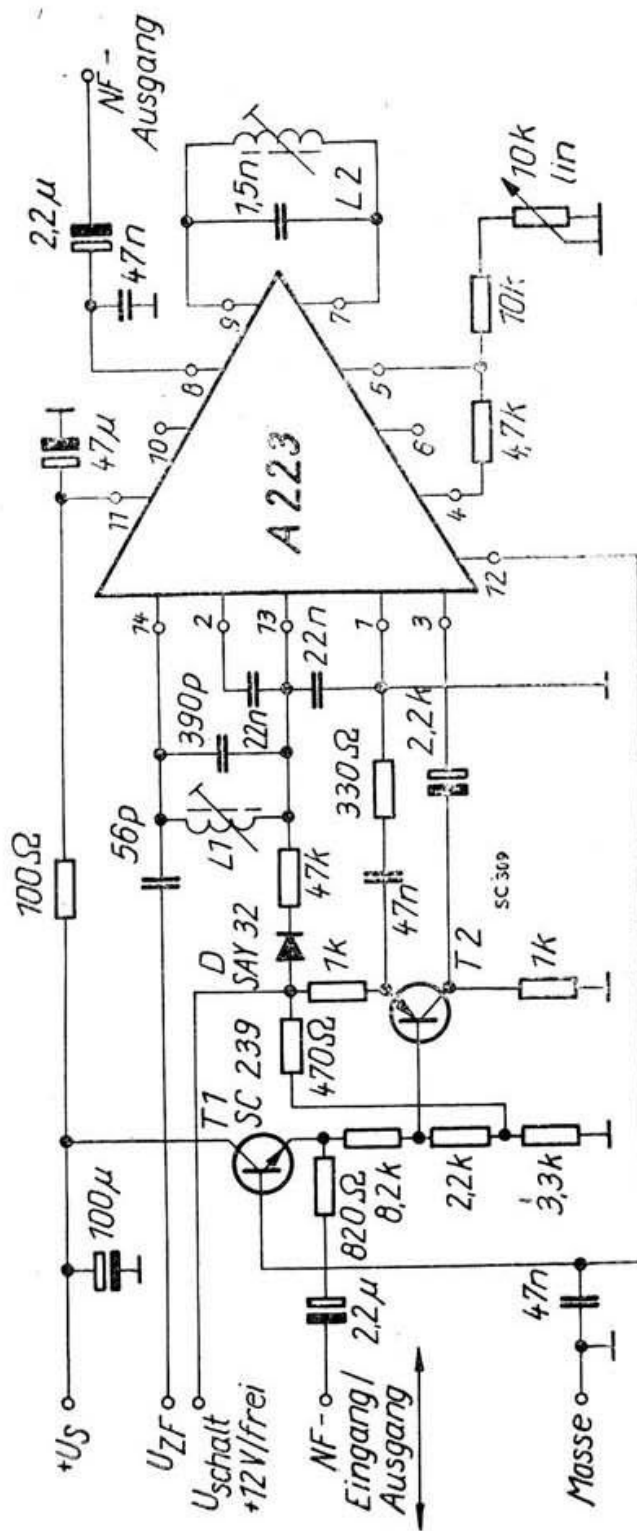 +U_S
U_ZF
U_schalt
+12V/frei
NF-
Eingang/
Ausgang
Masse
100µ
2,2µ
47n
T1
SC 239
820Ω
8,2k
2,2k
3,3k
470Ω
D
SAY 32
1k
47k
56p
L1
390p
22n
22n
47n
330Ω
2,2k
T2
SC 309
1k
100Ω
47µ
A 223
14
2
13
1
3
12
11
10
8
9
7
5
6
4
2,2µ
47n
NF-
Ausgang
1,5n
L2
4,7k
10k
10k
lin